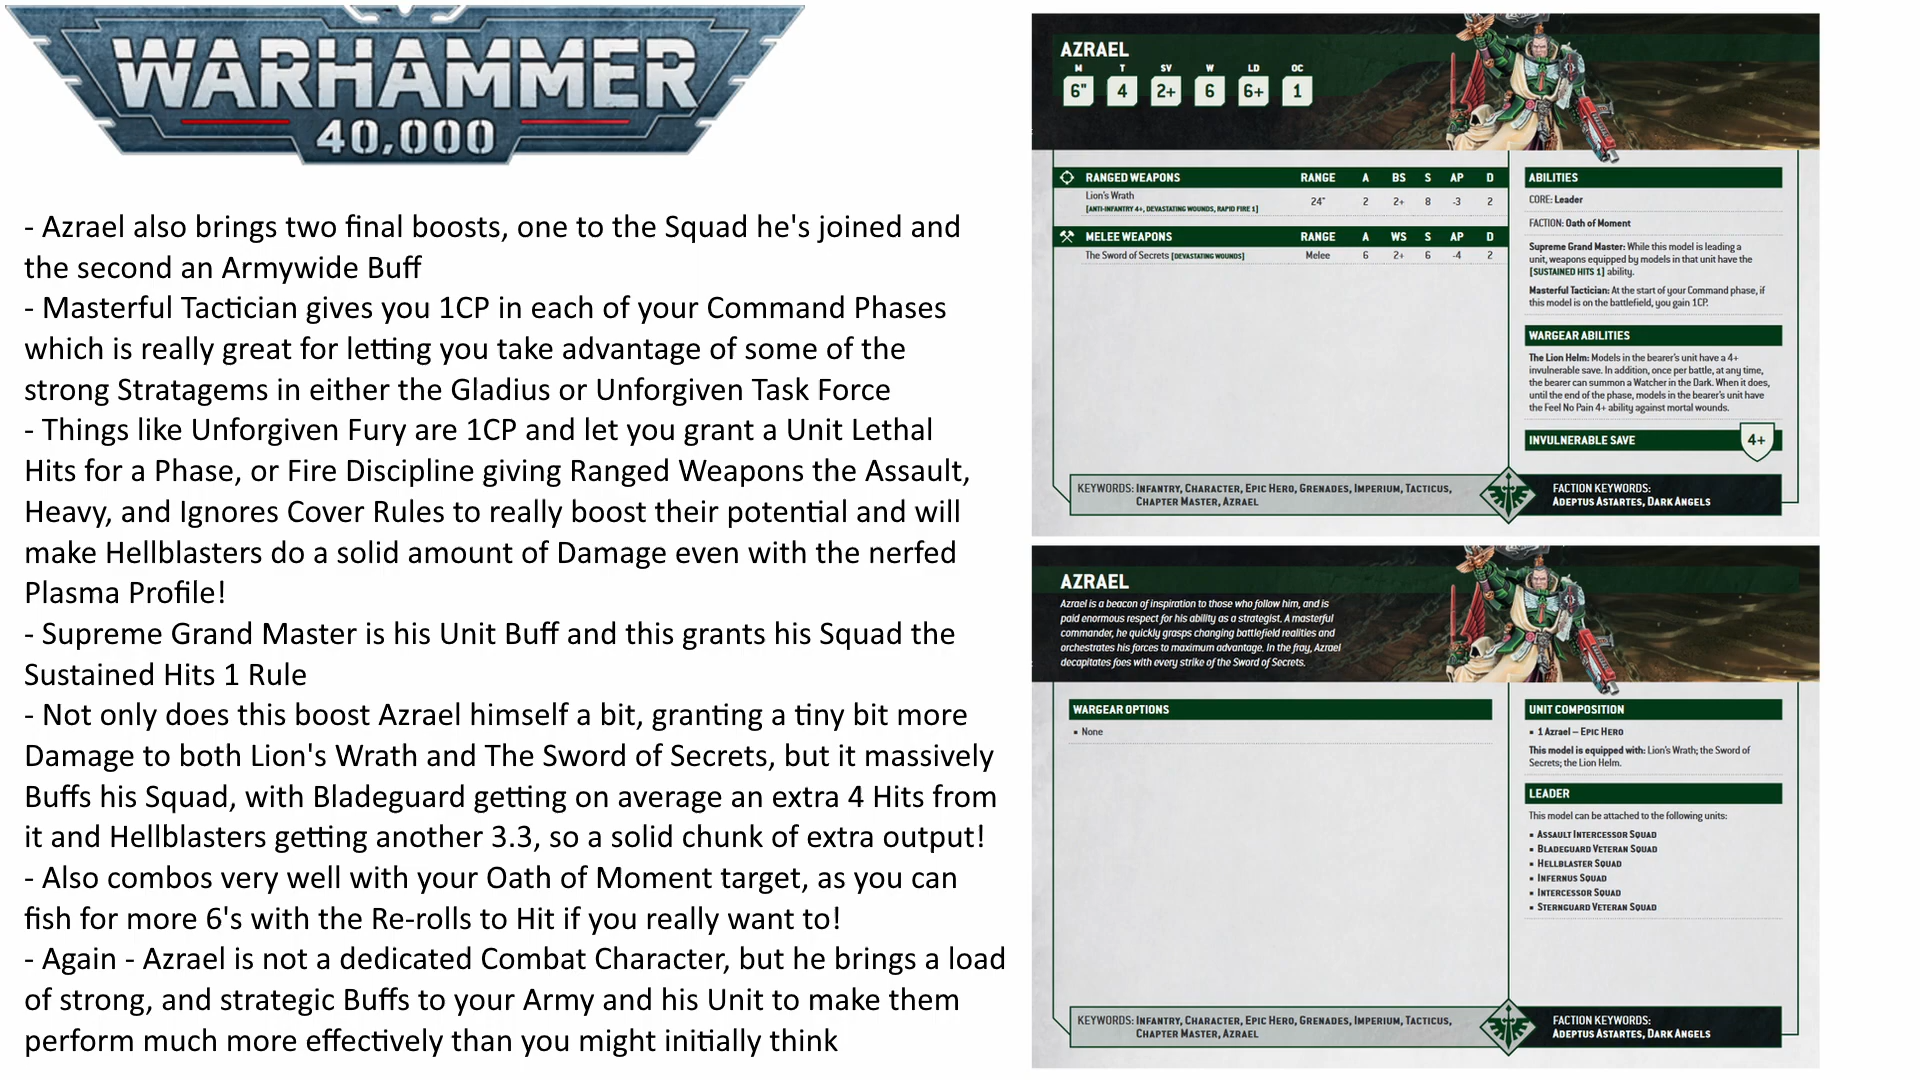 WARHAMMER
40,000
- Azrael also brings two final boosts, one to the Squad he's joined and
the second an Armywide Buff
- Masterful Tactician gives you 1CP in each of your Command Phases
which is really great for letting you take advantage of some of the
strong Stratagems in either the Gladius or Unforgiven Task Force
- Things like Unforgiven Fury are 1CP and let you grant a Unit Lethal
Hits for a Phase, or Fire Discipline giving Ranged Weapons the Assault,
Heavy, and Ignores Cover Rules to really boost their potential and will
make Hellblasters do a solid amount of Damage even with the nerfed
Plasma Profile!
- Supreme Grand Master is his Unit Buff and this grants his Squad the
Sustained Hits 1 Rule
- Not only does this boost Azrael himself a bit, granting a tiny bit more
Damage to both Lion's Wrath and The Sword of Secrets, but it massively
Buffs his Squad, with Bladeguard getting on average an extra 4 Hits from
it and Hellblasters getting another 3.3, so a solid chunk of extra output!
- Also combos very well with your Oath of Moment target, as you can
fish for more 6's with the Re-rolls to Hit if you really want to!
- Again - Azrael is not a dedicated Combat Character, but he brings a load
of strong, and strategic Buffs to your Army and his Unit to make them
perform much more effectively than you might initially think
AZRAEL
M T SV W LD OC
6" 4 2+ 6 6+ 1
RANGED WEAPONS RANGE A BS S AP D
Lion's Wrath
[ANTI-INFANTRY 4+, DEVASTATING WOUNDS, RAPID FIRE 1]
24" 2 2+ 8 -3 2
MELEE WEAPONS RANGE A WS S AP D
The Sword of Secrets [DEVASTATING WOUNDS] Melee 6 2+ 6 -4 2
ABILITIES
CORE: Leader
FACTION: Oath of Moment
Supreme Grand Master: While this model is leading a
unit, weapons equipped by models in that unit have the
[SUSTAINED HITS 1] ability.
Masterful Tactician: At the start of your Command phase, if
this model is on the battlefield, you gain 1CP.
WARGEAR ABILITIES
The Lion Helm: Models in the bearer's unit have a 4+
invulnerable save. In addition, once per battle, at any time,
the bearer can summon a Watcher in the Dark. When it does,
until the end of the phase, models in the bearer's unit have
the Feel No Pain 4+ ability against mortal wounds.
INVULNERABLE SAVE 4+
KEYWORDS: INFANTRY, CHARACTER, EPIC HERO, GRENADES, IMPERIUM, TACTICUS,
CHAPTER MASTER, AZRAEL
FACTION KEYWORDS:
ADEPTUS ASTARTES, DARK ANGELS
AZRAEL
Azrael is a beacon of inspiration to those who follow him, and is
paid enormous respect for his ability as a strategist. A masterful
commander, he quickly grasps changing battlefield realities and
orchestrates his forces to maximum advantage. In the fray, Azrael
decapitates foes with every strike of the Sword of Secrets.
WARGEAR OPTIONS
▪ None
UNIT COMPOSITION
▪ 1 Azrael – EPIC HERO
This model is equipped with: Lion's Wrath; the Sword of
Secrets; the Lion Helm.
LEADER
This model can be attached to the following units:
▪ ASSAULT INTERCESSOR SQUAD
▪ BLADEGUARD VETERAN SQUAD
▪ HELLBLASTER SQUAD
▪ INFERNUS SQUAD
▪ INTERCESSOR SQUAD
▪ STERNGUARD VETERAN SQUAD
KEYWORDS: INFANTRY, CHARACTER, EPIC HERO, GRENADES, IMPERIUM, TACTICUS,
CHAPTER MASTER, AZRAEL
FACTION KEYWORDS:
ADEPTUS ASTARTES, DARK ANGELS